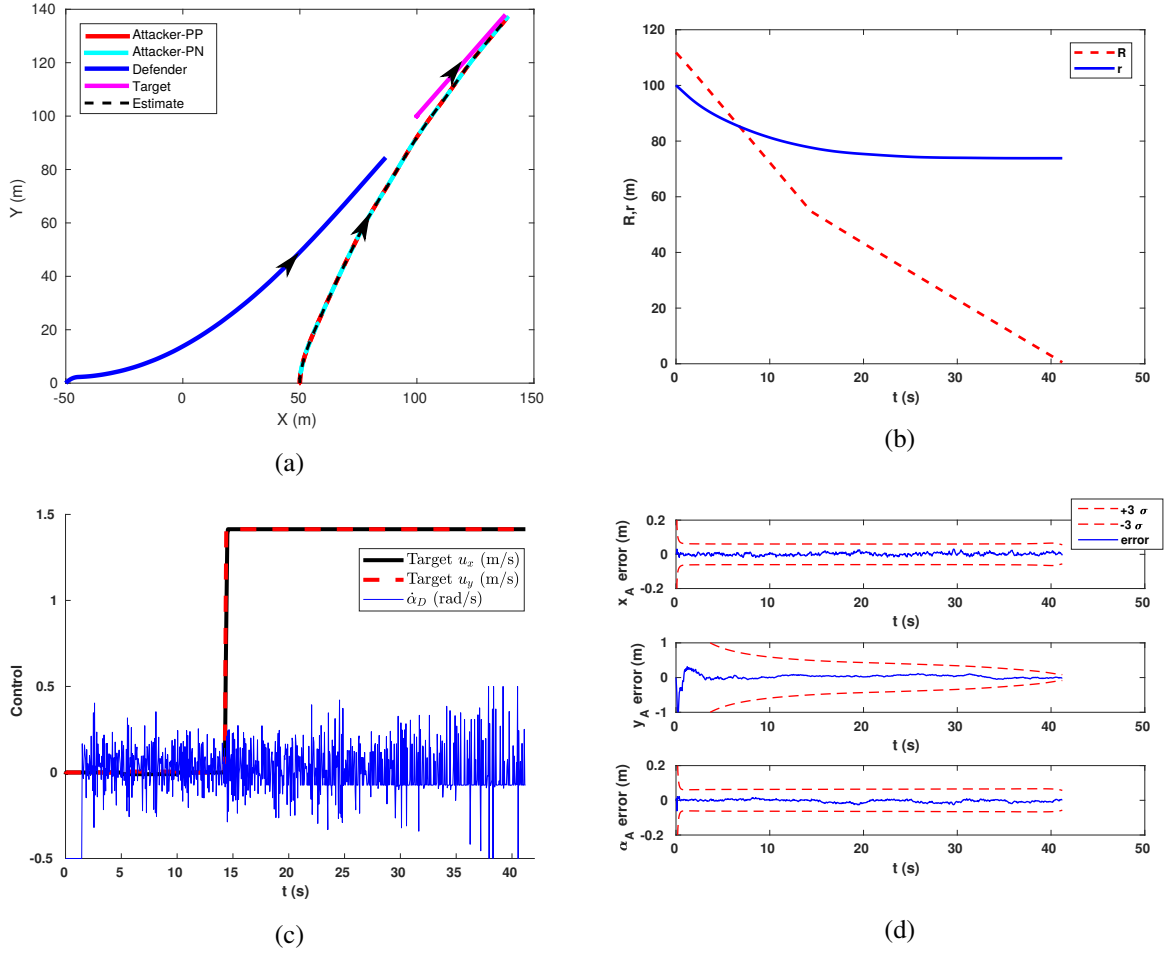 140
120
100
80
60
40
20
0
Y (m)
-50
0
50
100
150
X (m)
Attacker-PP
Attacker-PN
Defender
Target
Estimate
(a)
120
100
80
60
40
20
0
R,r (m)
0
10
20
30
40
50
t (s)
R
r
(b)
1.5
1
0.5
0
-0.5
Control
0
5
10
15
20
25
30
35
40
t (s)
Target u_x (m/s)
Target u_y (m/s)
α̇_D (rad/s)
(c)
+3 σ
-3 σ
error
0.2
0
-0.2
x_A error (m)
0
10
20
30
40
50
t (s)
1
0
-1
y_A error (m)
0
10
20
30
40
50
t (s)
0.2
0
-0.2
α_A error (m)
0
10
20
30
40
50
t (s)
(d)